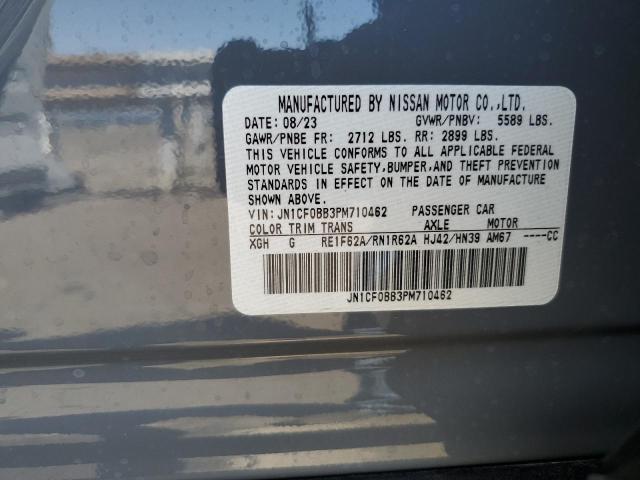 MANUFACTURED BY NISSAN MOTOR CO.,LTD.
DATE: 08/23 GVWR/PNBV: 5589 LBS.
GAWR/PNBE FR: 2712 LBS. RR: 2899 LBS.
THIS VEHICLE CONFORMS TO ALL APPLICABLE FEDERAL
MOTOR VEHICLE SAFETY,BUMPER,AND THEFT PREVENTION
STANDARDS IN EFFECT ON THE DATE OF MANUFACTURE
SHOWN ABOVE.
VIN: JN1CF0BB3PM710462 PASSENGER CAR
COLOR TRIM TRANS AXLE MOTOR
XGH G RE1F62A/RN1R62A HJ42/HN39 AM67 ----CC
JN1CF0BB3PM710462